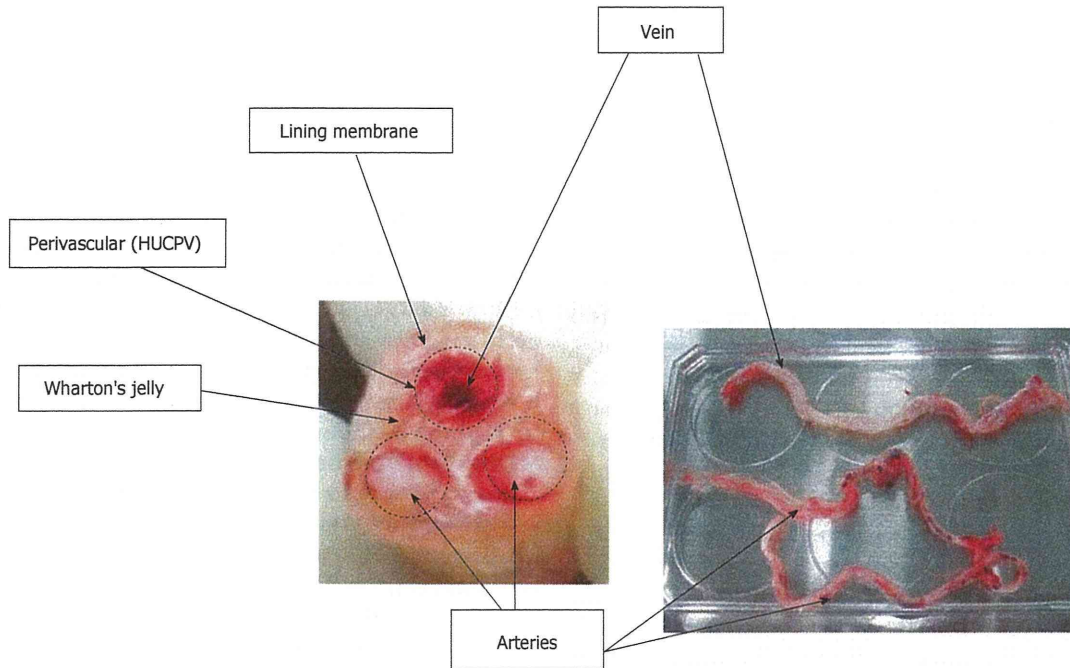 Vein
Lining membrane
Perivascular (HUCPV)
Wharton's jelly
Arteries